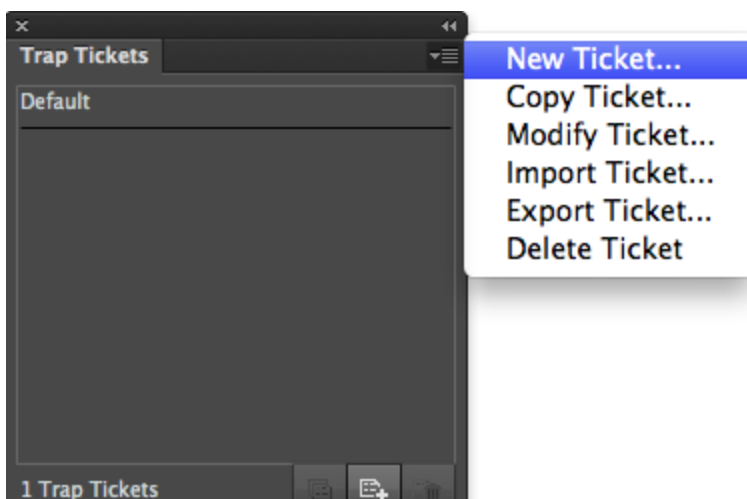 Trap Tickets
Default
1 Trap Tickets
New Ticket...
Copy Ticket...
Modify Ticket...
Import Ticket...
Export Ticket...
Delete Ticket